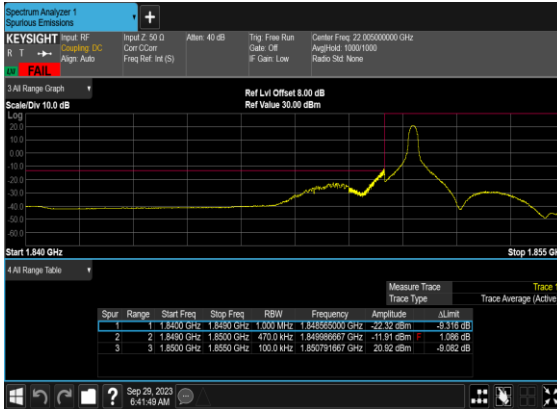 Spectrum Analyzer 1
Spurious Emissions
+
KEYSIGHT Input: RF Input Z: 50 Ω Atten: 40 dB Trig: Free Run Center Freq: 22.005000000 GHz
R T Coupling: DC Corr CCorr Gate: Off Avg|Hold: 1000/1000
Align: Auto Freq Ref: Int (S) IF Gain: Low Radio Std: None
FAIL
3 All Range Graph
Ref Lvl Offset 8.00 dB
Scale/Div 10.0 dB Ref Value 30.00 dBm
Log
20.0
10.0
0.00
-10.0
-20.0
-30.0
-40.0
-50.0
-60.0
Start 1.840 GHz Stop 1.855 GH
4 All Range Table
Measure Trace Trace 1
Trace Type Trace Average (Active
Spur Range Start Freq Stop Freq RBW Frequency Amplitude ΔLimit
1 1 1.8400 GHz 1.8490 GHz 1.000 MHz 1.848565000 GHz -22.32 dBm -9.316 dB
2 2 1.8490 GHz 1.8500 GHz 470.0 kHz 1.849986667 GHz -11.91 dBm F 1.086 dB
3 3 1.8500 GHz 1.8550 GHz 100.0 kHz 1.850791667 GHz 20.92 dBm -9.082 dB
? Sep 29, 2023
6:41:49 AM